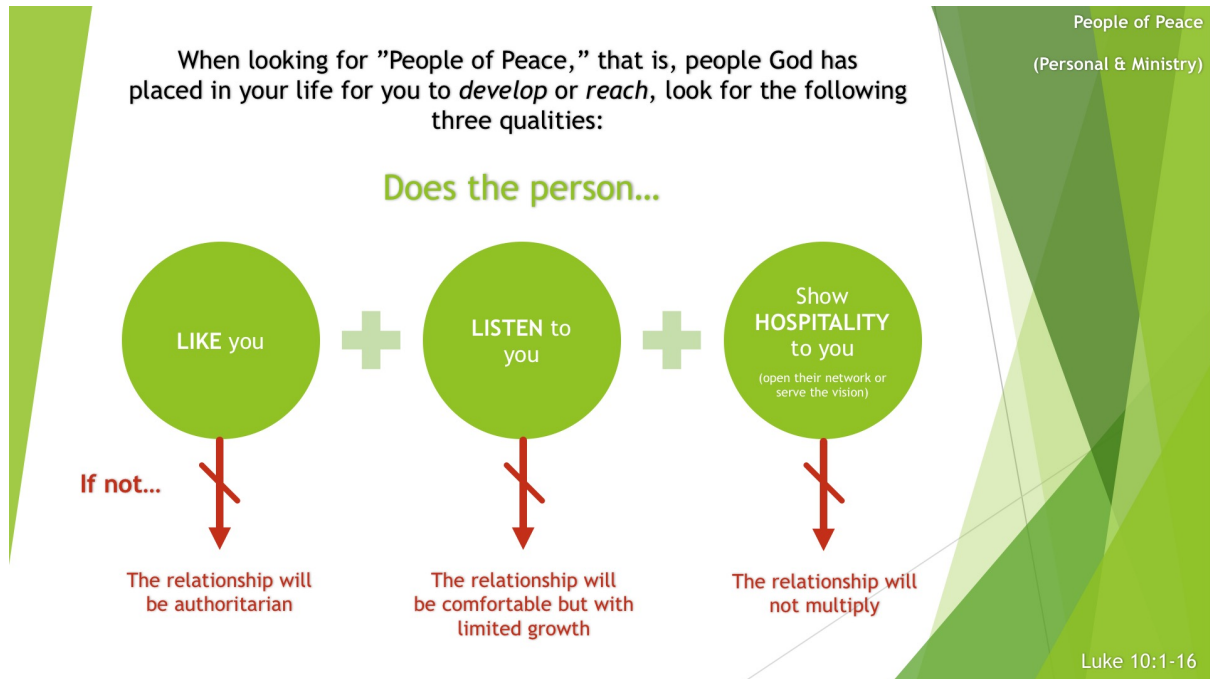 People of Peace
(Personal & Ministry)
When looking for ”People of Peace,” that is, people God has
placed in your life for you to develop or reach, look for the following
three qualities:
Does the person…
LIKE you
LISTEN to
you
Show
HOSPITALITY
to you
(open their network or
serve the vision)
If not…
The relationship will
be authoritarian
The relationship will
be comfortable but with
limited growth
The relationship will
not multiply
Luke 10:1-16